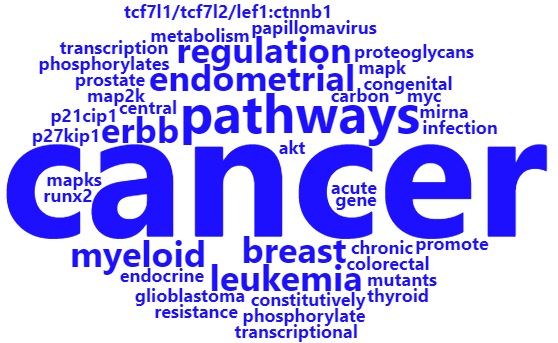 tcf7l1/tcf7l2/lef1:ctnnb1
metabolism papillomavirus
transcription regulation proteoglycans
phosphorylates mapk
prostate endometrial congenital
map2k central carbon myc
p21cip1 pathways mirna
p27kip1 erbb infection
akt
cancer
mapks acute
runx2 gene
myeloid breast chronic promote
colorectal
endocrine leukemia mutants
glioblastoma constitutively thyroid
resistance phosphorylate
transcriptional